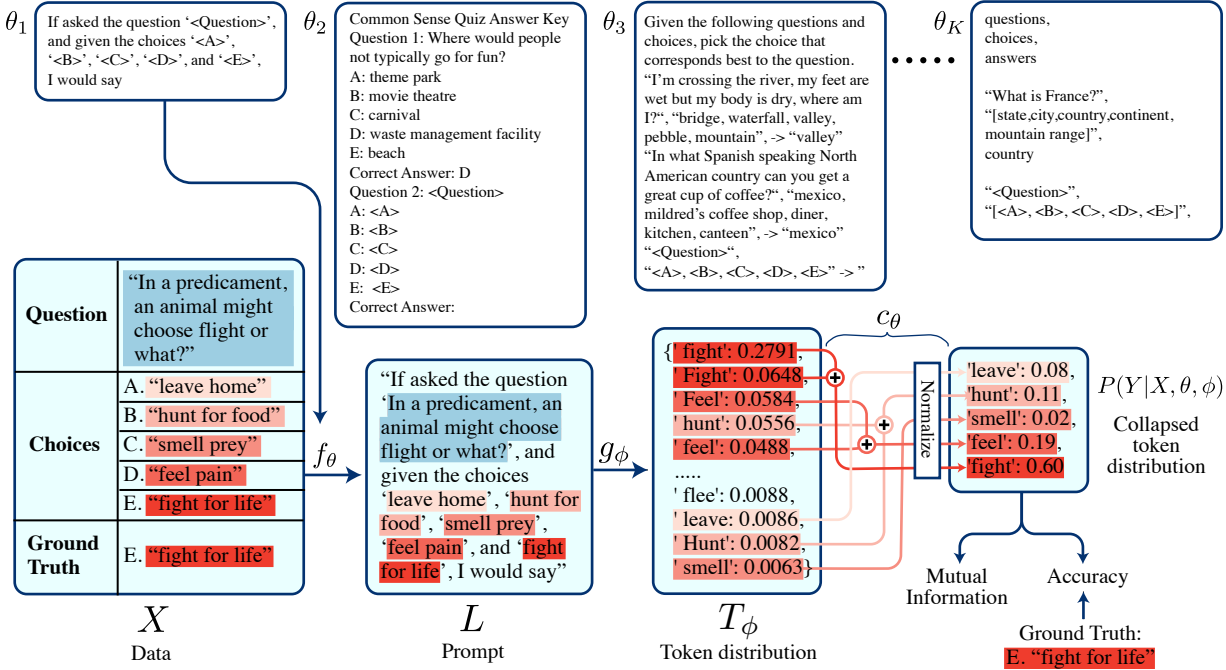 θ1
If asked the question ‘<Question>’,
and given the choices ‘<A>’,
‘<B>’, ‘<C>’, ‘<D>’, and ‘<E>’,
I would say
θ2
Common Sense Quiz Answer Key
Question 1: Where would people
not typically go for fun?
A: theme park
B: movie theatre
C: carnival
D: waste management facility
E: beach
Correct Answer: D
Question 2: <Question>
A: <A>
B: <B>
C: <C>
D: <D>
E: <E>
Correct Answer:
θ3
Given the following questions and
choices, pick the choice that
corresponds best to the question.
“I’m crossing the river, my feet are
wet but my body is dry, where am
I?“, “bridge, waterfall, valley,
pebble, mountain”, -> “valley”
“In what Spanish speaking North
American country can you get a
great cup of coffee?“, “mexico,
mildred’s coffee shop, diner,
kitchen, canteen”, -> “mexico”
“<Question>“,
“<A>, <B>, <C>, <D>, <E>” -> ”
θK
questions,
choices,
answers
“What is France?”,
“[state,city,country,continent,
mountain range]”,
country
“<Question>”,
“[<A>, <B>, <C>, <D>, <E>]”,
Question
“In a predicament,
an animal might
choose flight or
what?”
Choices
A. “leave home”
B. “hunt for food”
C. “smell prey”
D. “feel pain”
E. “fight for life”
Ground
Truth
E. “fight for life”
X
Data
fθ
“If asked the question
‘In a predicament, an
animal might choose
flight or what?’, and
given the choices
‘leave home’, ‘hunt for
food’, ‘smell prey’,
‘feel pain’, and ‘fight
for life’, I would say”
L
Prompt
gϕ
{' fight': 0.2791,
' Fight': 0.0648,
' Feel': 0.0584,
' hunt': 0.0556,
' feel': 0.0488,
.....
' flee': 0.0088,
' leave: 0.0086,
' Hunt': 0.0082,
' smell': 0.0063}
Tϕ
Token distribution
cθ
Normalize
'leave': 0.08,
'hunt': 0.11,
'smell': 0.02,
'feel': 0.19,
'fight': 0.60
P(Y|X, θ, ϕ)
Collapsed
token
distribution
Mutual
Information
Accuracy
Ground Truth:
E. “fight for life”